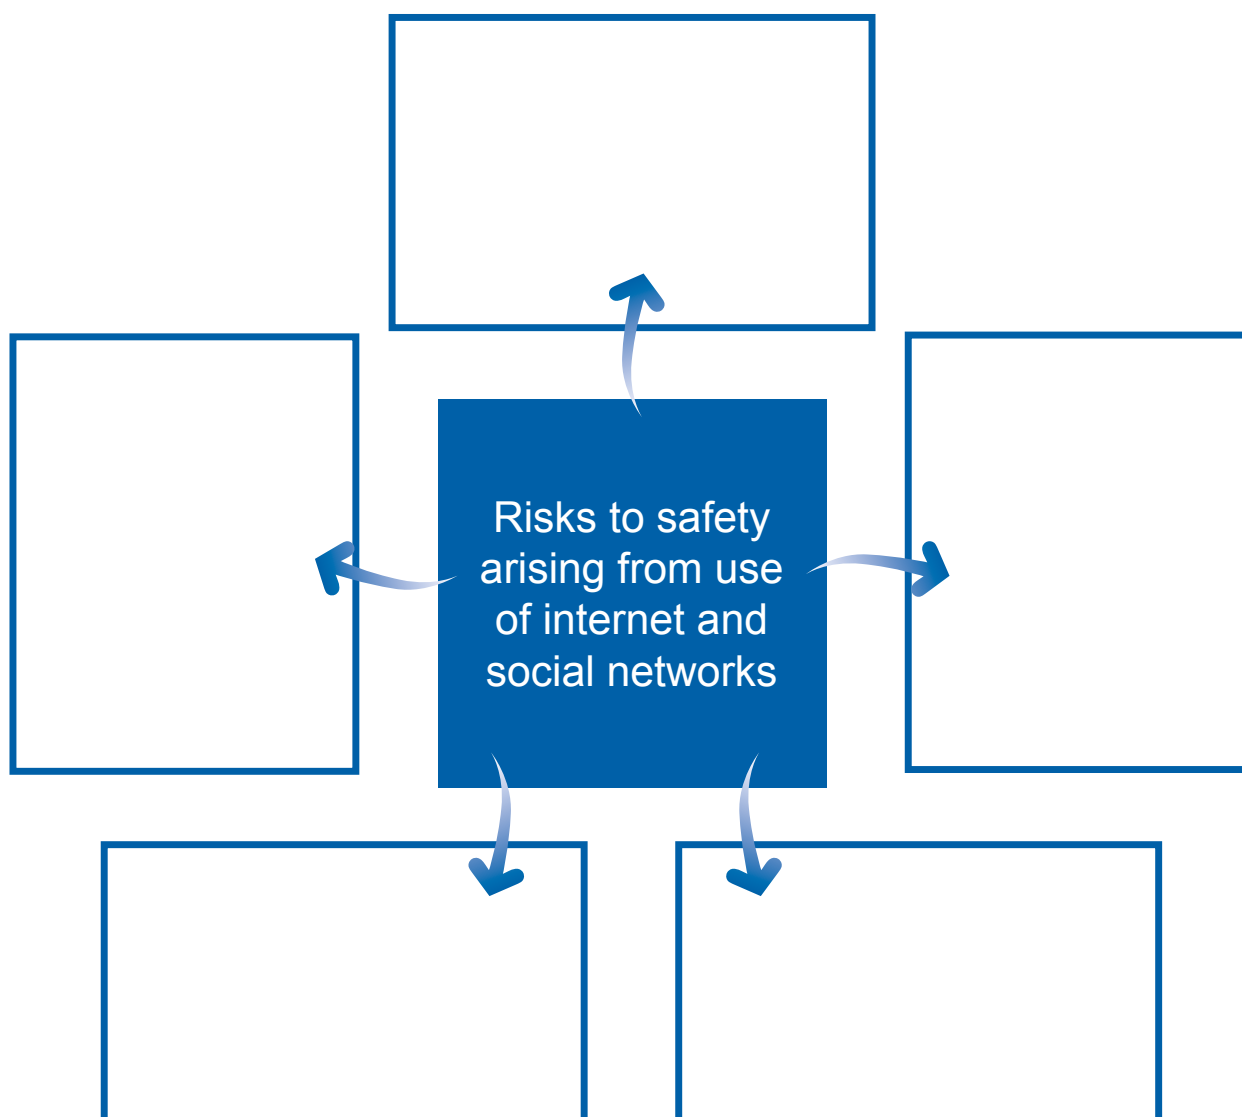 Risks to safety
arising from use
of internet and
social networks